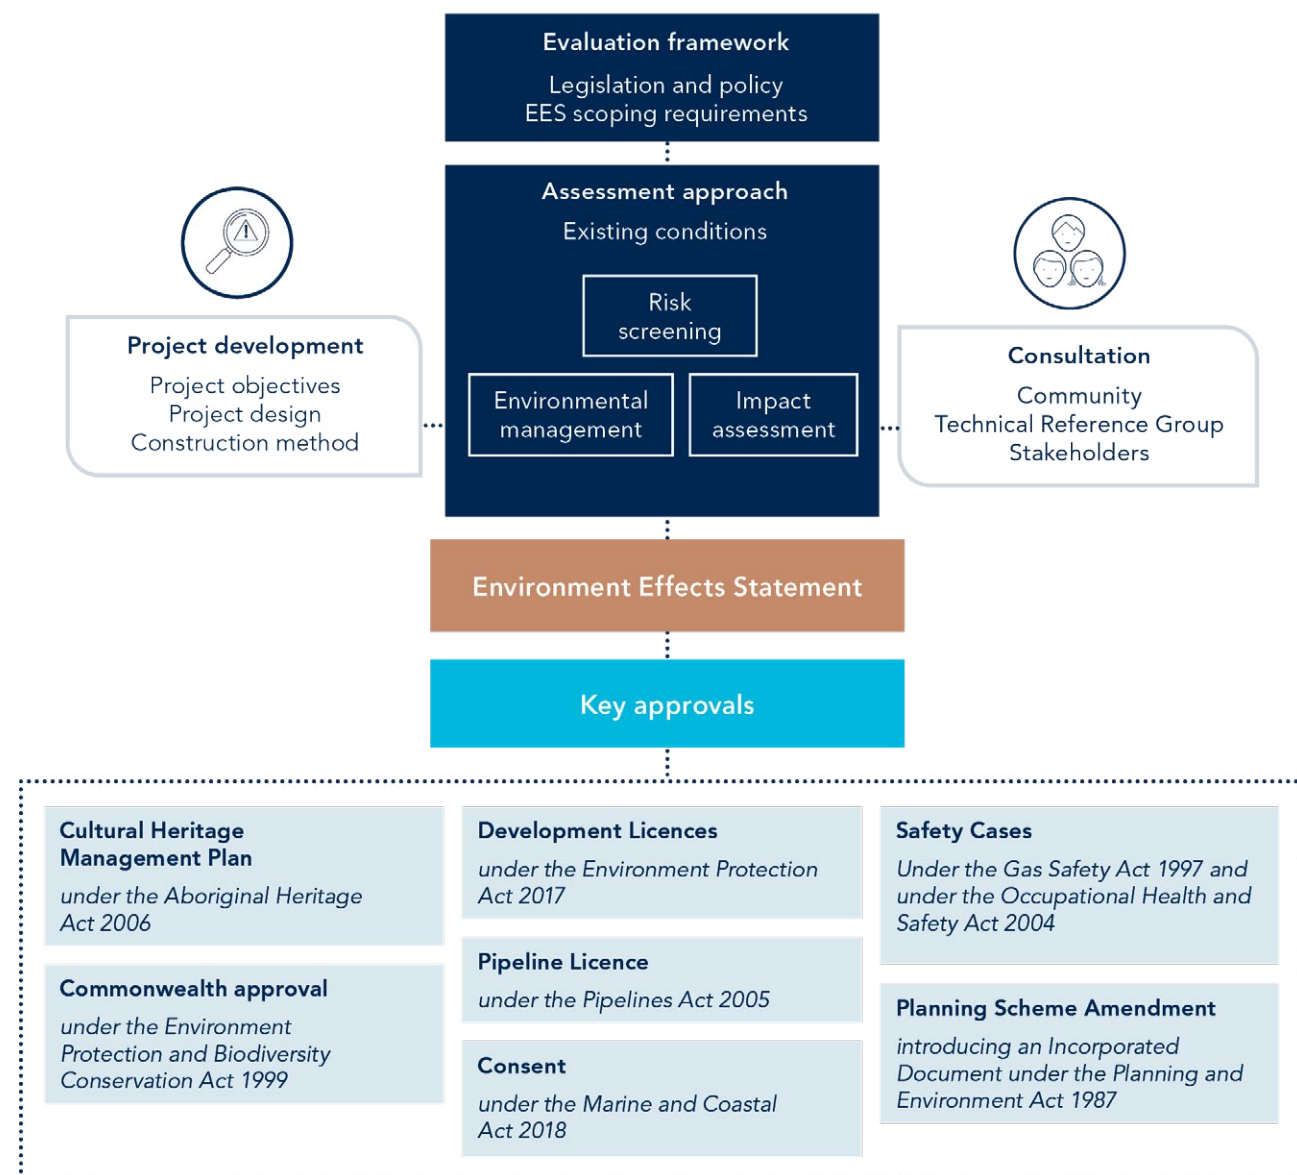 Evaluation framework
Legislation and policy
EES scoping requirements
Assessment approach
Existing conditions
Risk
screening
Environmental
management
Impact
assessment
Project development
Project objectives
Project design
Construction method
Consultation
Community
Technical Reference Group
Stakeholders
Environment Effects Statement
Key approvals
Cultural Heritage
Management Plan
under the Aboriginal Heritage
Act 2006
Commonwealth approval
under the Environment
Protection and Biodiversity
Conservation Act 1999
Development Licences
under the Environment Protection
Act 2017
Pipeline Licence
under the Pipelines Act 2005
Consent
under the Marine and Coastal
Act 2018
Safety Cases
Under the Gas Safety Act 1997 and
under the Occupational Health and
Safety Act 2004
Planning Scheme Amendment
introducing an Incorporated
Document under the Planning and
Environment Act 1987